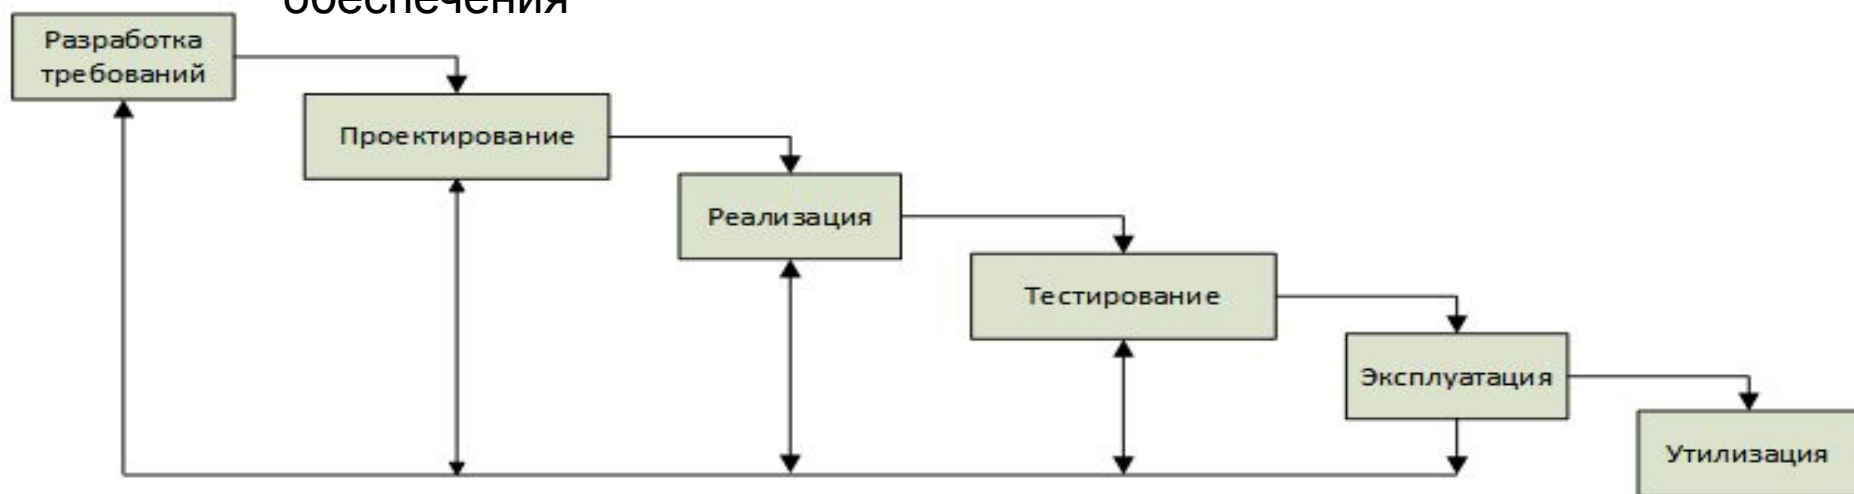 обеспечения
Разработка
требований
Проектирование
Реализация
Тестирование
Эксплуатация
Утилизация